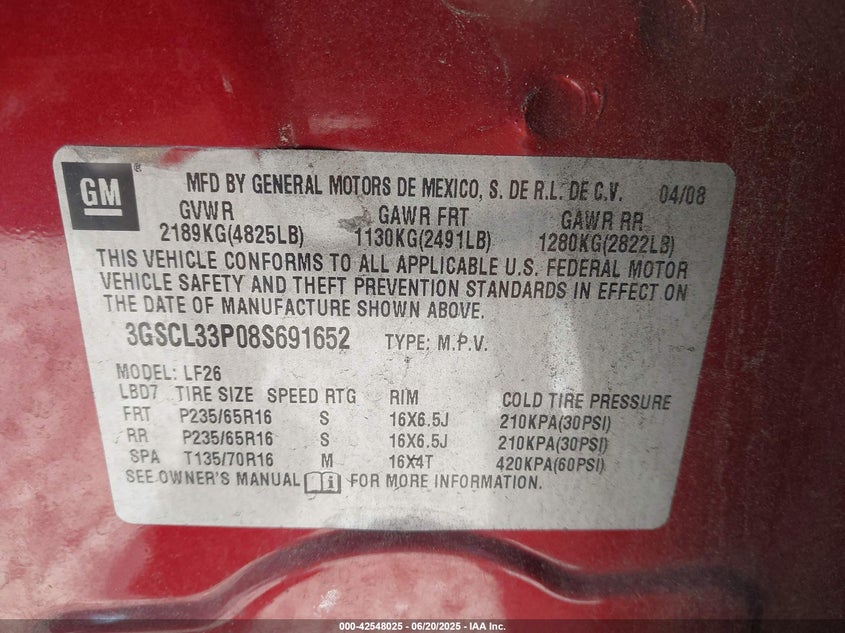 GM
MFD BY GENERAL MOTORS DE MEXICO, S. DE R.L. DE C.V. 04/08
GVWR GAWR FRT GAWR RR
2189KG(4825LB) 1130KG(2491LB) 1280KG(2822LB)
THIS VEHICLE CONFORMS TO ALL APPLICABLE U.S. FEDERAL MOTOR
VEHICLE SAFETY AND THEFT PREVENTION STANDARDS IN EFFECT ON
THE DATE OF MANUFACTURE SHOWN ABOVE.
3GSCL33P08S691652 TYPE: M.P.V.
MODEL: LF26
LBD7 TIRE SIZE SPEED RTG RIM COLD TIRE PRESSURE
FRT P235/65R16 S 16X6.5J 210KPA(30PSI)
RR P235/65R16 S 16X6.5J 210KPA(30PSI)
SPA T135/70R16 M 16X4T 420KPA(60PSI)
SEE OWNER'S MANUAL FOR MORE INFORMATION.
000-42548025 | 06/20/2025 | IAA Inc.